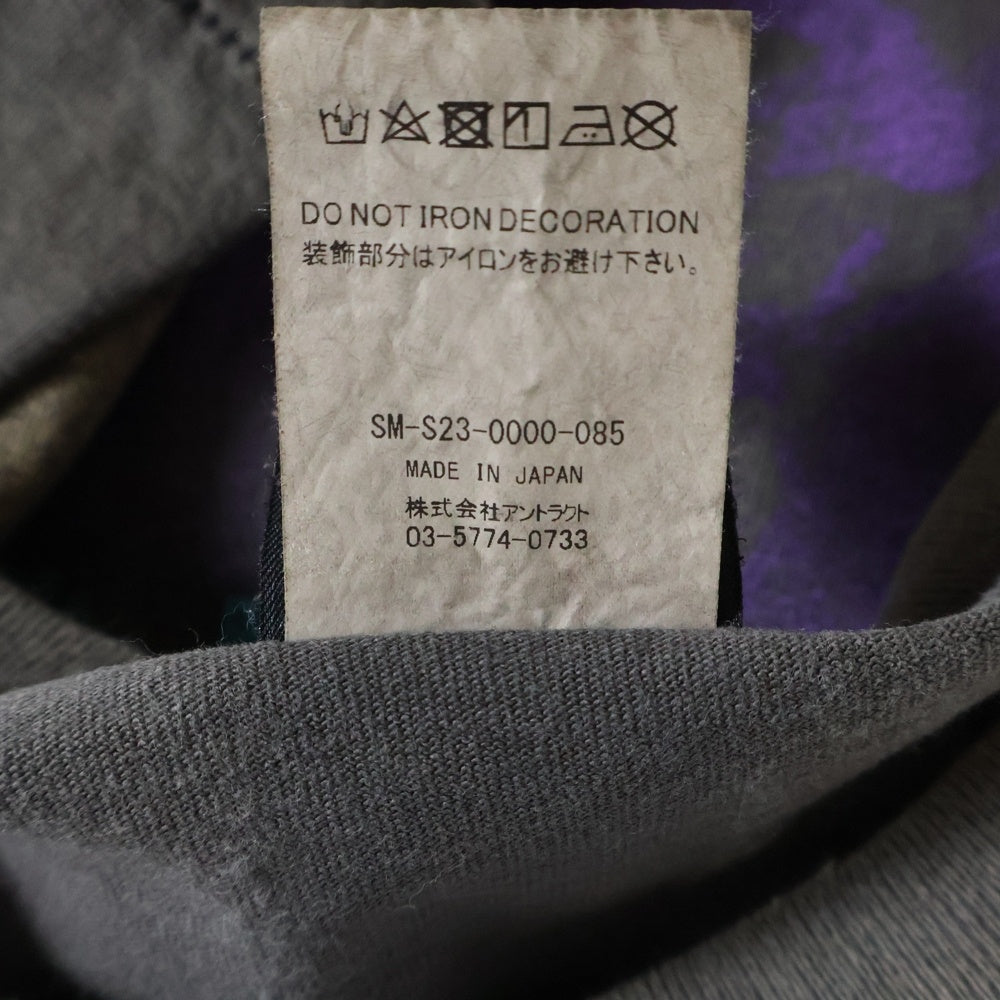 DO NOT IRON DECORATION
装飾部分はアイロンをお避け下さい。
SM-S23-0000-085
MADE IN JAPAN
株式会社アントラクト
03-5774-0733